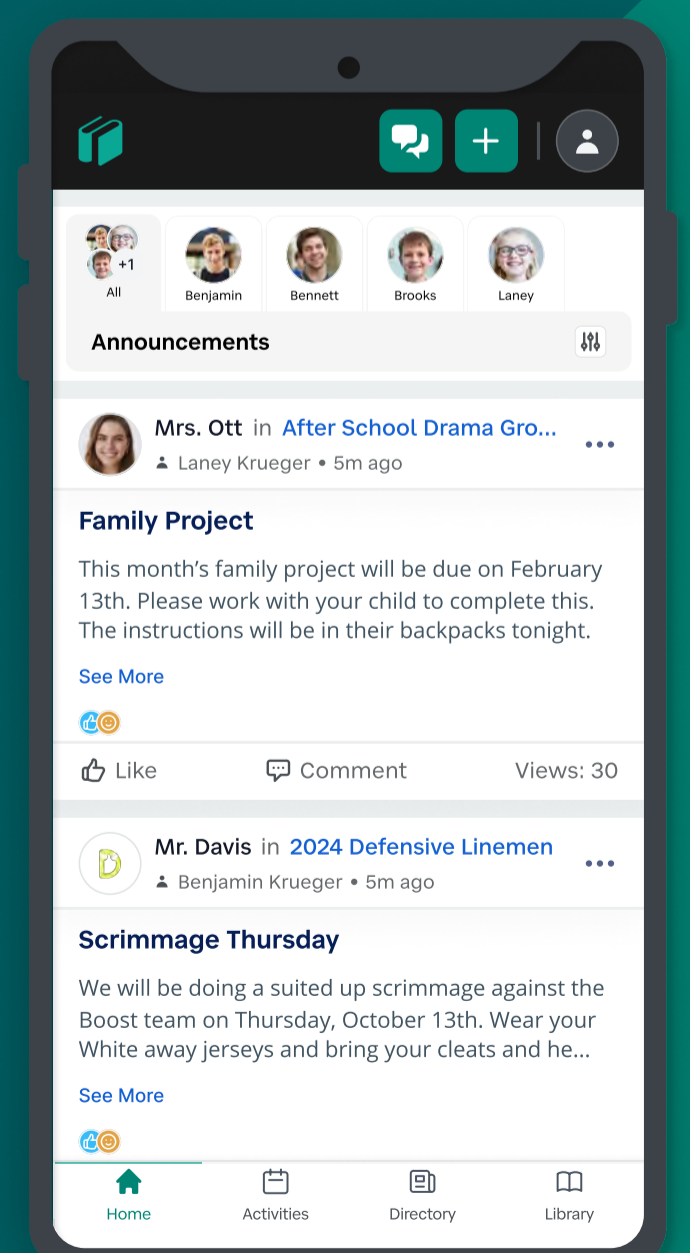 +1
All
Benjamin
Bennett
Brooks
Laney
Announcements
Mrs. Ott in After School Drama Gro...
Laney Krueger • 5m ago
Family Project
This month’s family project will be due on February
13th. Please work with your child to complete this.
The instructions will be in their backpacks tonight.
See More
Like
Comment
Views: 30
D
Mr. Davis in 2024 Defensive Linemen
Benjamin Krueger • 5m ago
Scrimmage Thursday
We will be doing a suited up scrimmage against the
Boost team on Thursday, October 13th. Wear your
White away jerseys and bring your cleats and he...
See More
Home
Activities
Directory
Library